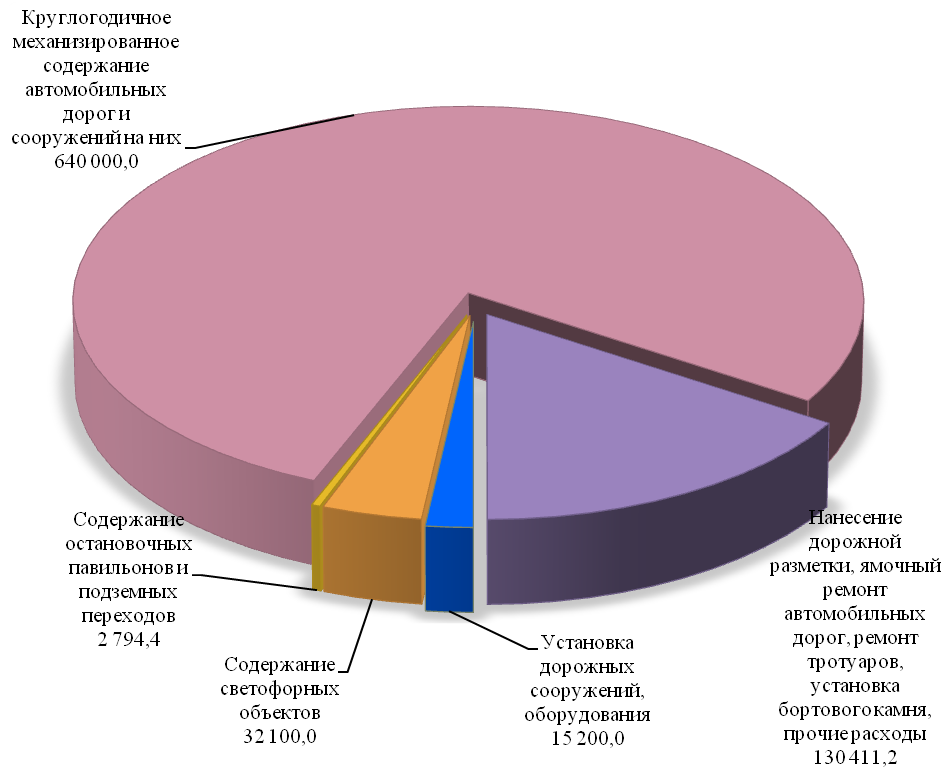 Круглогодичное
механизированное
содержание
автомобильных
дорог и
сооружений на них
640 000,0
Содержание
остановочных
павильонов и
подземных
переходов
2 794,4
Содержание
светофорных
объектов
32 100,0
Установка
дорожных
сооружений,
оборудования
15 200,0
Нанесение
дорожной
разметки, ямочный
ремонт
автомобильных
дорог, ремонт
тротуаров,
установка
бортового камня,
прочие расходы
130 411,2